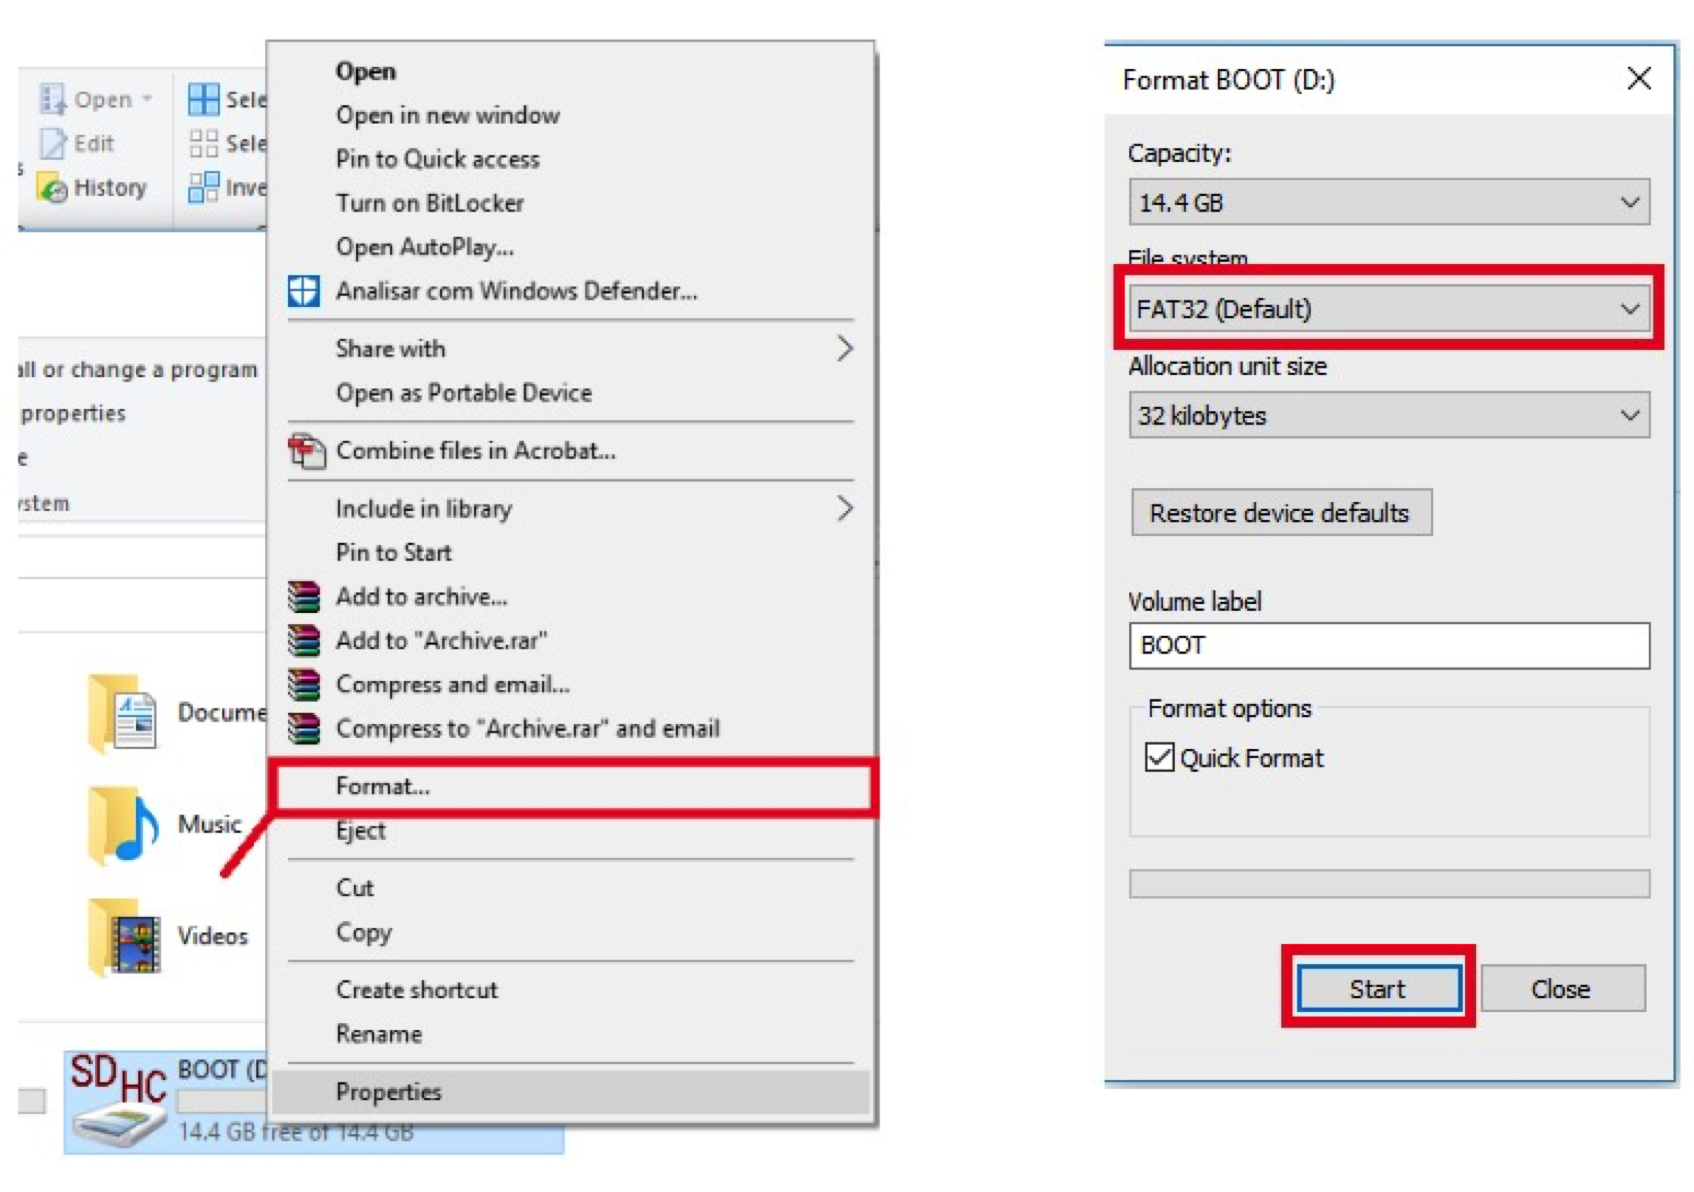 Open
Edit
History
Sele
Sele
Inve
s
all or change a program
properties
e
ystem
Docume
Music
Videos
SDHC
BOOT (D
14.4 GB free of 14.4 GB
Open
Open in new window
Pin to Quick access
Turn on BitLocker
Open AutoPlay...
Analisar com Windows Defender...
Share with
Open as Portable Device
Combine files in Acrobat...
Include in library
Pin to Start
Add to archive...
Add to "Archive.rar"
Compress and email...
Compress to "Archive.rar" and email
Format...
Eject
Cut
Copy
Create shortcut
Rename
Properties
Format BOOT (D:)
Capacity:
14.4 GB
File system
FAT32 (Default)
Allocation unit size
32 kilobytes
Restore device defaults
Volume label
BOOT
Format options
Quick Format
Start
Close